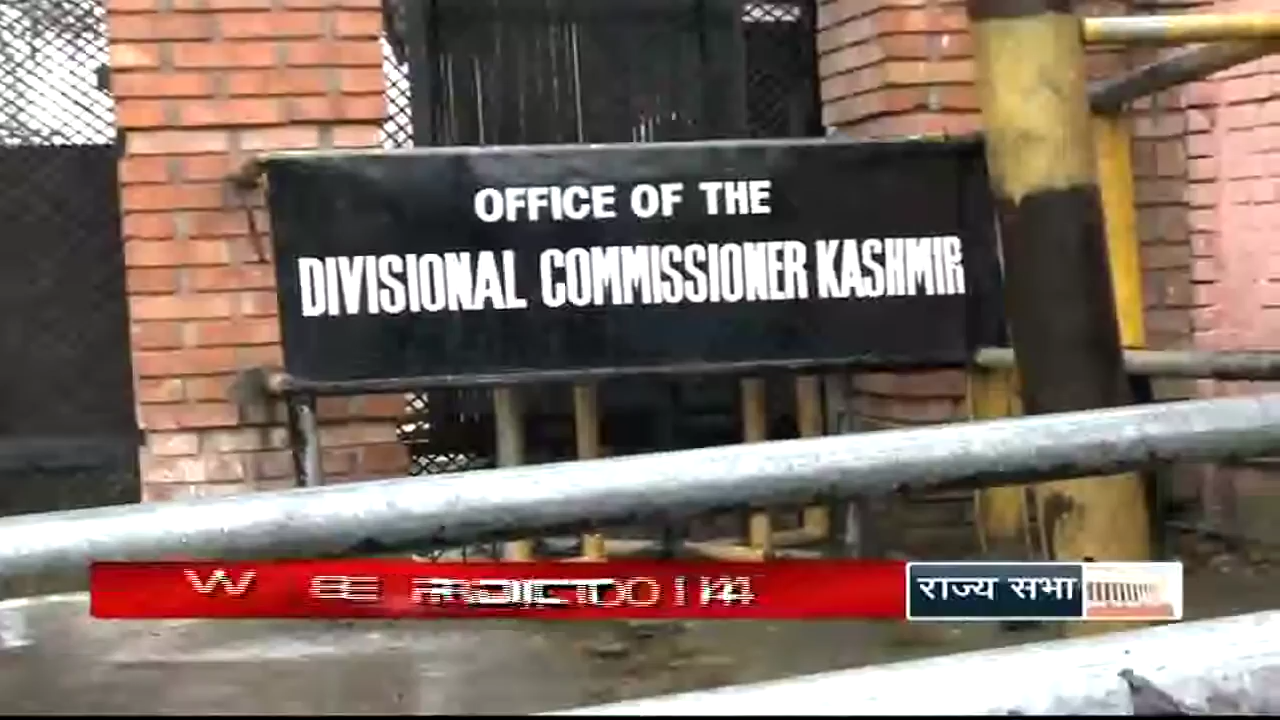 OFFICE OF THE
DIVISIONAL COMMISSIONER KASHMIR
राज्य सभा